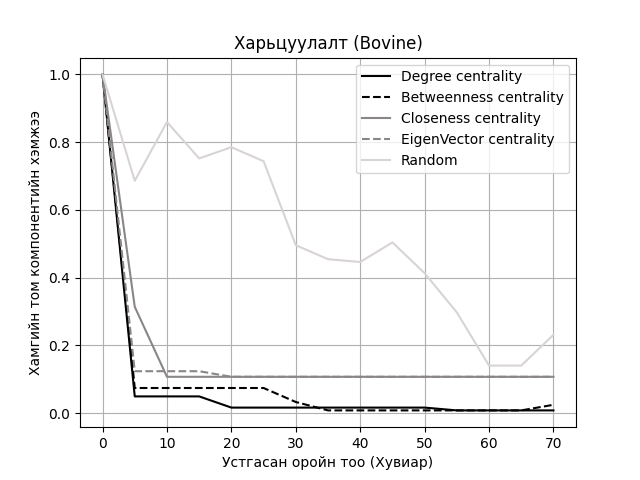 Харьцуулалт (Bovine)
Degree centrality
Betweenness centrality
Closeness centrality
EigenVector centrality
Random
Хамгийн том компонентийн хэмжээ
1.0
0.8
0.6
0.4
0.2
0.0
0 10 20 30 40 50 60 70
Устгасан оройн тоо (Хувиар)